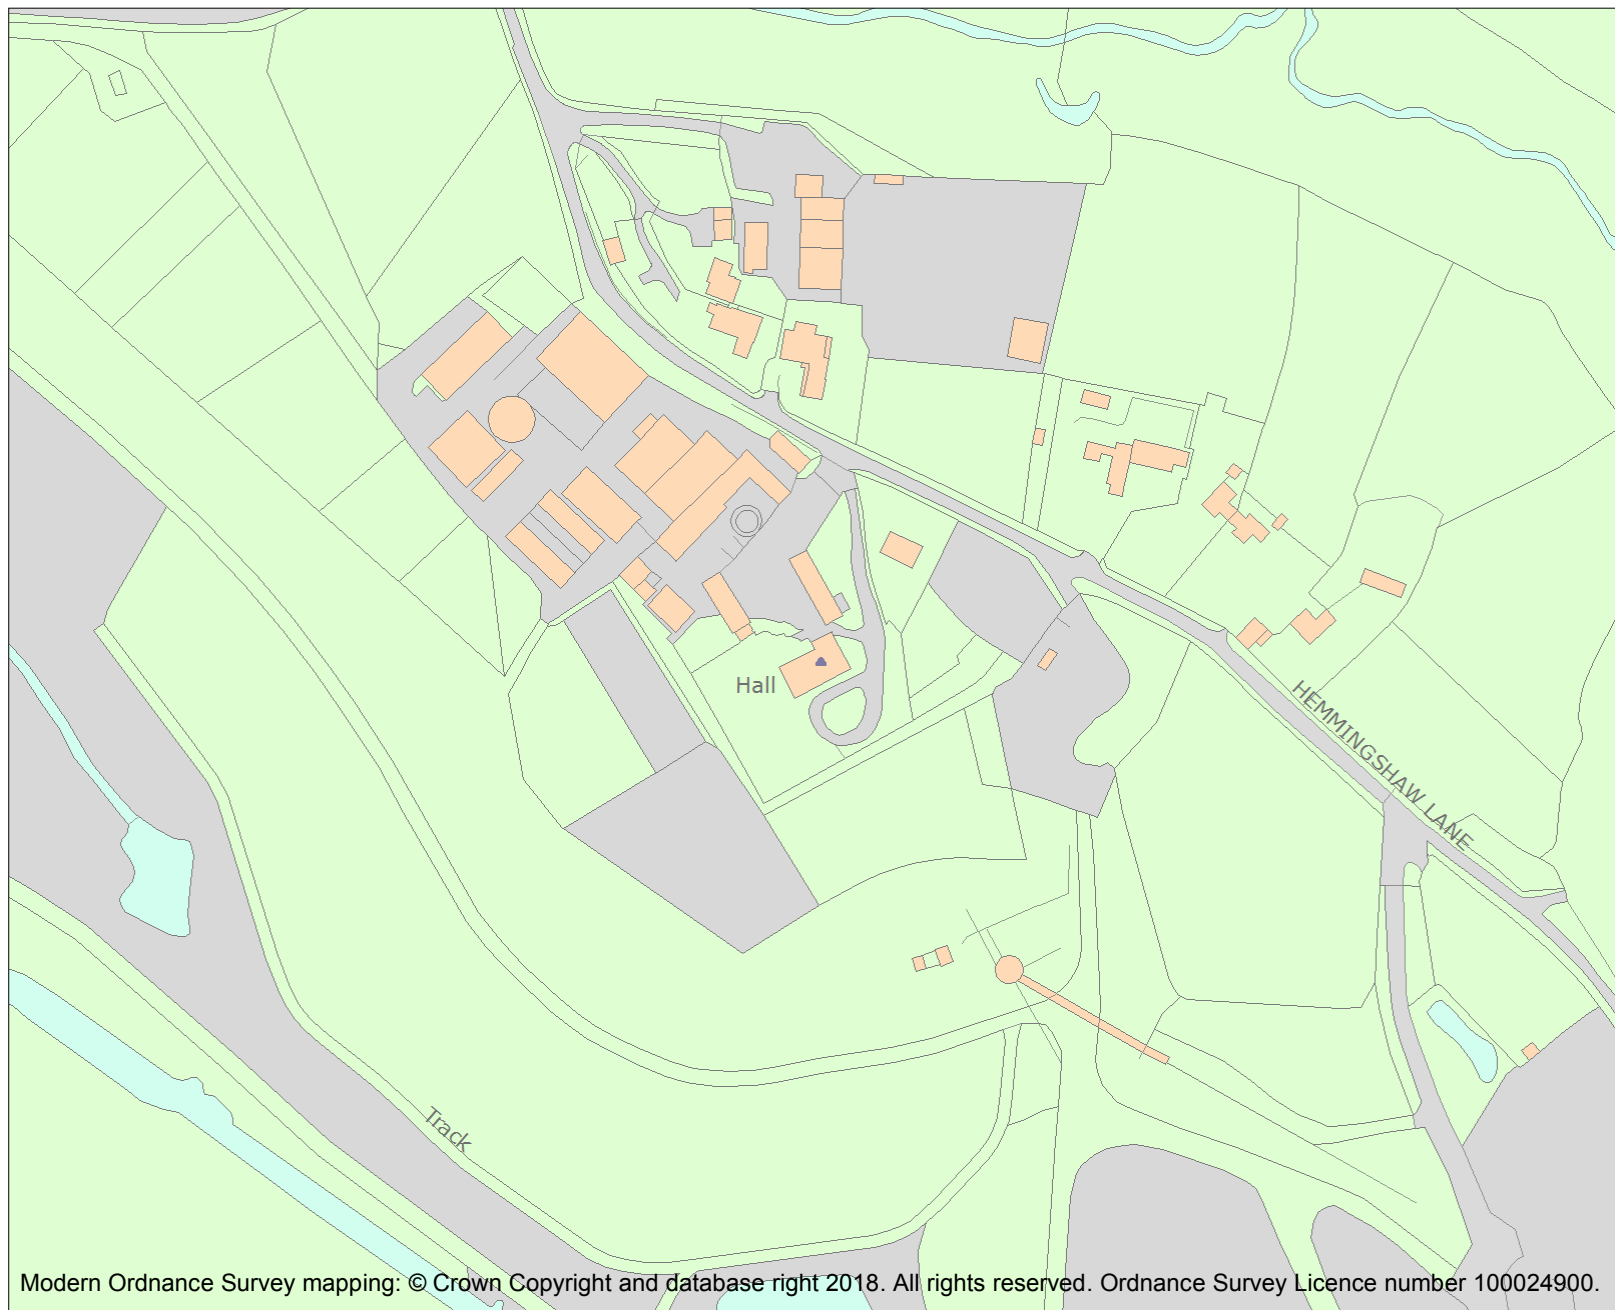 Hall
HEMMINGSHAW LANE
Track
Modern Ordnance Survey mapping: © Crown Copyright and database right 2018. All rights reserved. Ordnance Survey Licence number 100024900.